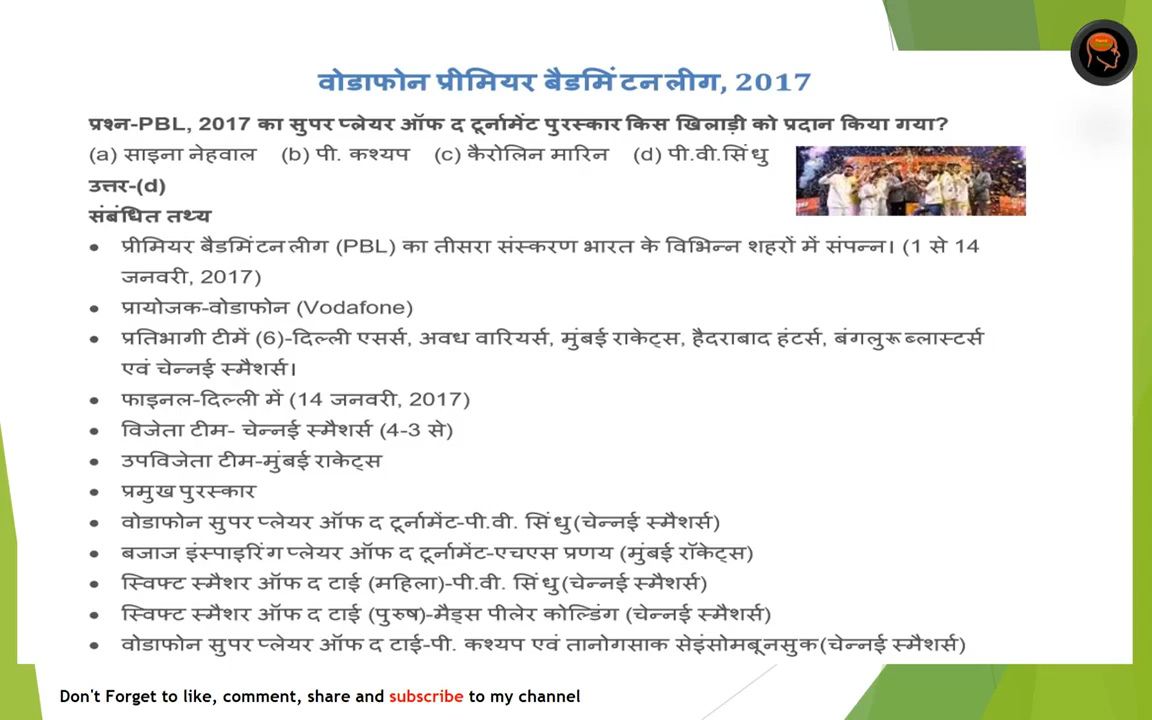 वोडाफोन प्रीमियर बैडमिंटन लीग, 2017
प्रश्न-PBL, 2017 का सुपर प्लेयर ऑफ द टूर्नामेंट पुरस्कार किस खिलाड़ी को प्रदान किया गया?
(a) साइना नेहवाल (b) पी. कश्यप (c) कैरोलिन मारिन (d) पी.वी.सिंधु
उत्तर-(d)
संबंधित तथ्य
● प्रीमियर बैडमिंटन लीग (PBL) का तीसरा संस्करण भारत के विभिन्न शहरों में संपन्न। (1 से 14
जनवरी, 2017)
● प्रायोजक-वोडाफोन (Vodafone)
● प्रतिभागी टीमें (6)-दिल्ली एसर्स, अवध वारियर्स, मुंबई राकेट्स, हैदराबाद हंटर्स, बंगलुरू ब्लास्टर्स
एवं चेन्नई स्मैशर्स।
● फाइनल-दिल्ली में (14 जनवरी, 2017)
● विजेता टीम- चेन्नई स्मैशर्स (4-3 से)
● उपविजेता टीम-मुंबई राकेट्स
● प्रमुख पुरस्कार
● वोडाफोन सुपर प्लेयर ऑफ द टूर्नामेंट-पी.वी. सिंधु (चेन्नई स्मैशर्स)
● बजाज इंस्पाइरिंग प्लेयर ऑफ द टूर्नामेंट-एचएस प्रणय (मुंबई रॉकेट्स)
● स्विफ्ट स्मैशर ऑफ द टाई (महिला)-पी.वी. सिंधु (चेन्नई स्मैशर्स)
● स्विफ्ट स्मैशर ऑफ द टाई (पुरुष)-मैड्स पीलेर कोल्डिंग (चेन्नई स्मैशर्स)
● वोडाफोन सुपर प्लेयर ऑफ द टाई-पी. कश्यप एवं तानोगसाक सेइंसोमबूनसुक (चेन्नई स्मैशर्स)
Don't Forget to like, comment, share and subscribe to my channel